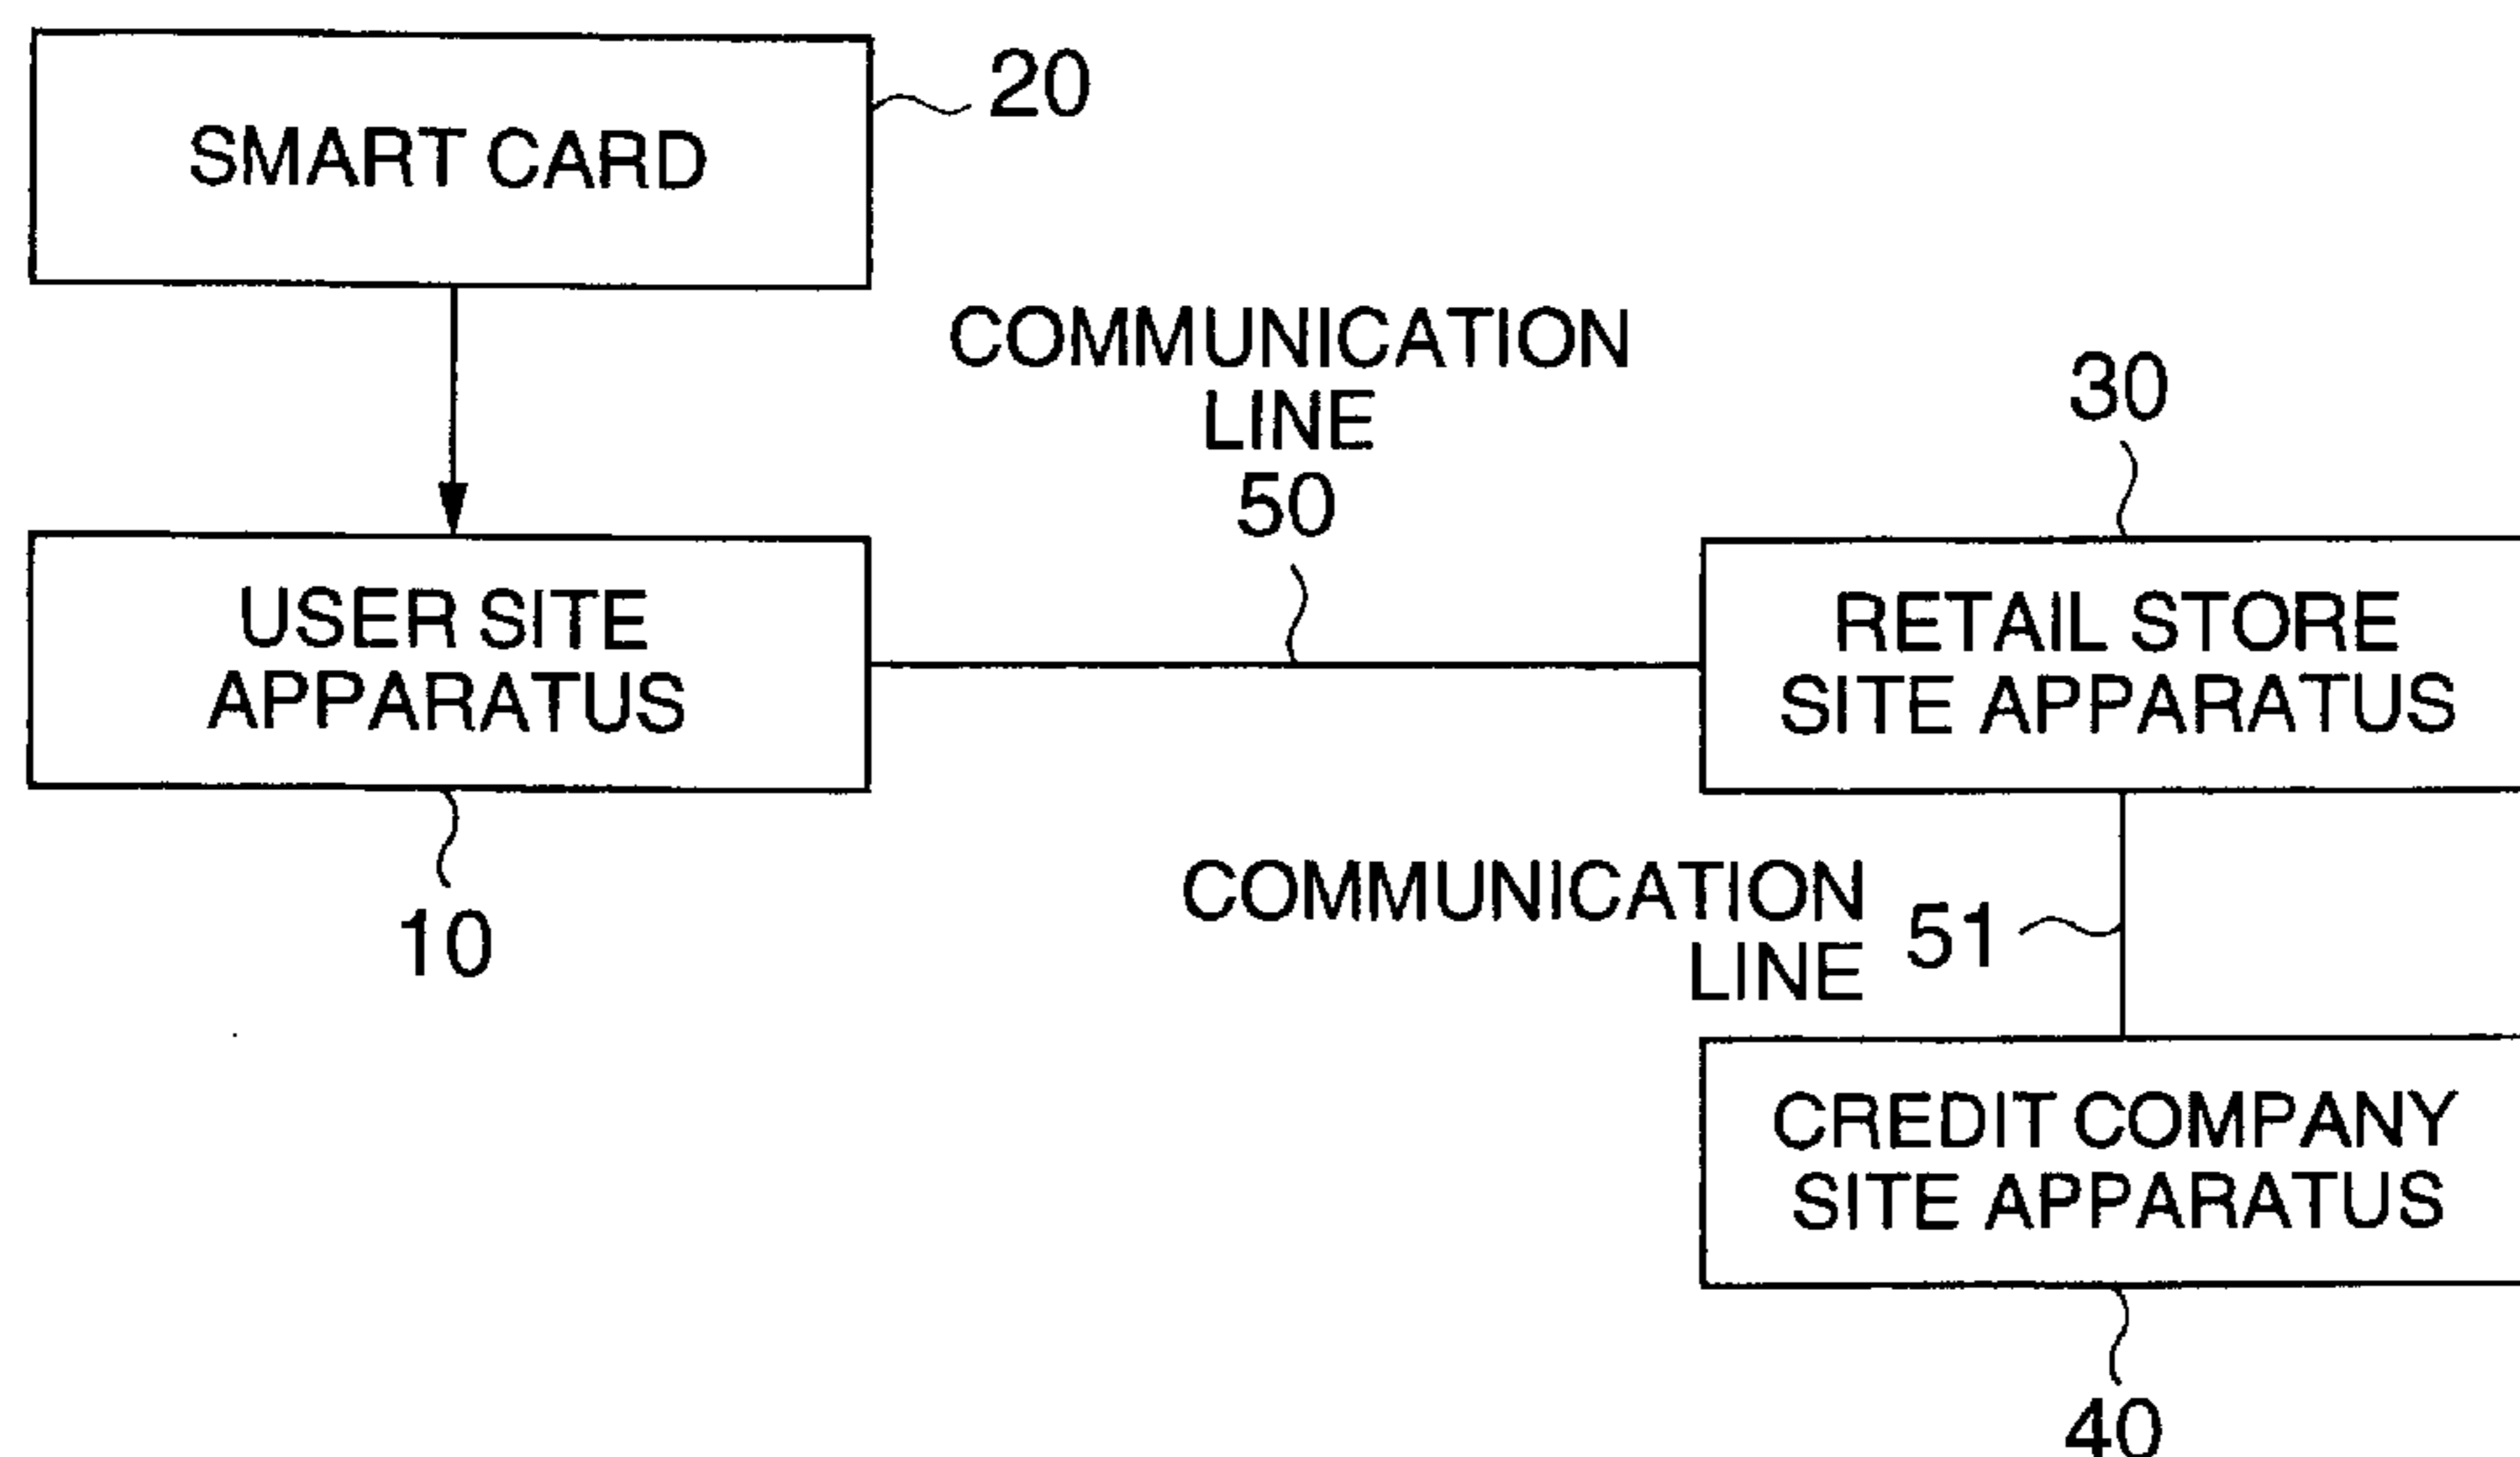 SMART CARD
20
COMMUNICATION
LINE
50
30
USER SITE
APPARATUS
RETAIL STORE
SITE APPARATUS
10
COMMUNICATION
LINE
51
CREDIT COMPANY
SITE APPARATUS
40